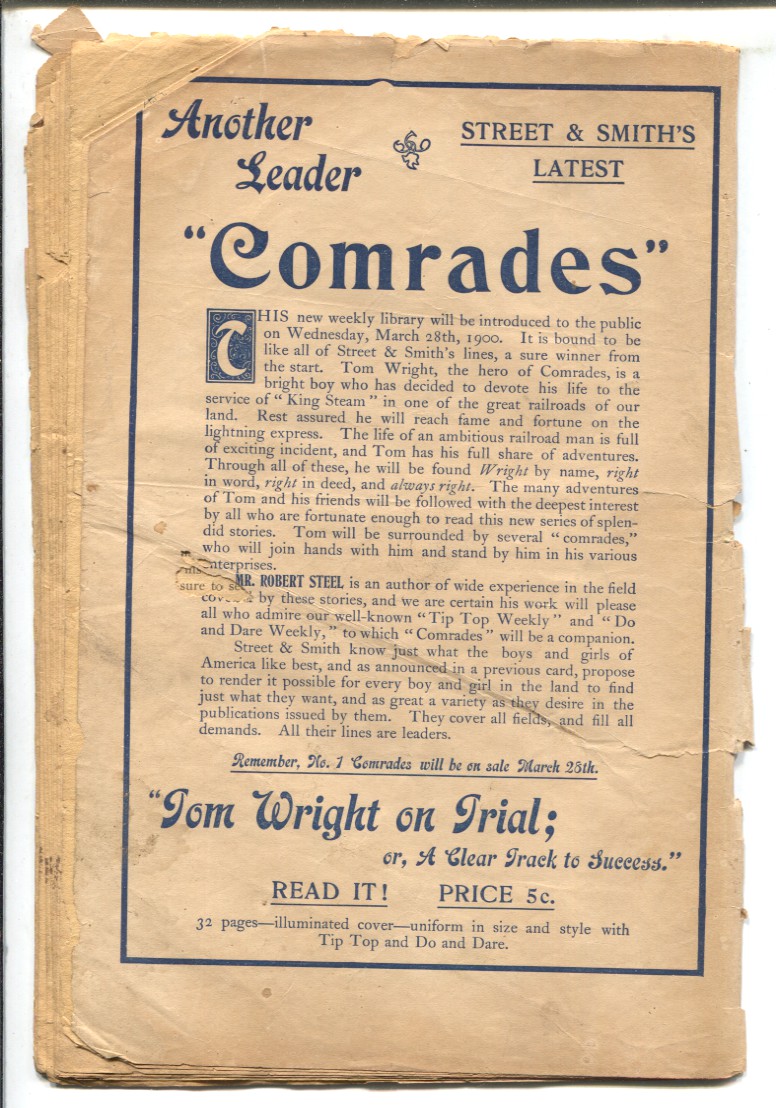 Another
Leader
STREET & SMITH'S
LATEST
"Comrades"
THIS new weekly library will be introduced to the public
on Wednesday, March 28th, 1900. It is bound to be
like all of Street & Smith's lines, a sure winner from
the start. Tom Wright, the hero of Comrades, is a
bright boy who has decided to devote his life to the
service of "King Steam" in one of the great railroads of our
land. Rest assured he will reach fame and fortune on the
lightning express. The life of an ambitious railroad man is full
of exciting incident, and Tom has his full share of adventures.
Through all of these, he will be found Wright by name, right
in word, right in deed, and always right. The many adventures
of Tom and his friends will be followed with the deepest interest
by all who are fortunate enough to read this new series of splen-
did stories. Tom will be surrounded by several "comrades,"
who will join hands with him and stand by him in his various
nterprises.
sure to
MR. ROBERT STEEL is an author of wide experience in the field
by these stories, and we are certain his work will please
all who admire our well-known "Tip Top Weekly" and "Do
and Dare Weekly," to which "Comrades" will be a companion.
Street & Smith know just what the boys and girls of
America like best, and as announced in a previous card, propose
to render it possible for every boy and girl in the land to find
just what they want, and as great a variety as they desire in the
publications issued by them. They cover all fields, and fill all
demands. All their lines are leaders.
Remember, No. 1 Comrades will be on sale March 28th.
"Tom Wright on Trial;
or, A Clear Track to Success."
READ IT! PRICE 5c.
32 pages—illuminated cover—uniform in size and style with
Tip Top and Do and Dare.